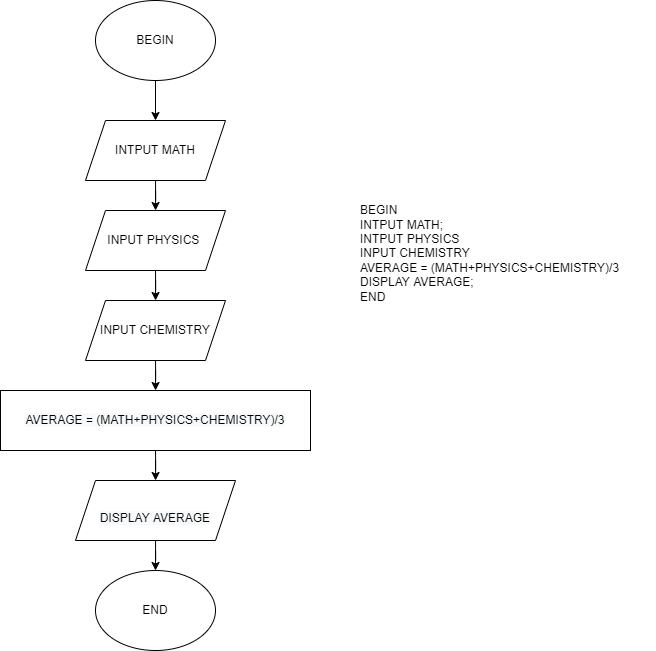 BEGIN
INTPUT MATH
INPUT PHYSICS
INPUT CHEMISTRY
AVERAGE = (MATH+PHYSICS+CHEMISTRY)/3
DISPLAY AVERAGE
END
BEGIN
INTPUT MATH;
INTPUT PHYSICS
INPUT CHEMISTRY
AVERAGE = (MATH+PHYSICS+CHEMISTRY)/3
DISPLAY AVERAGE;
END